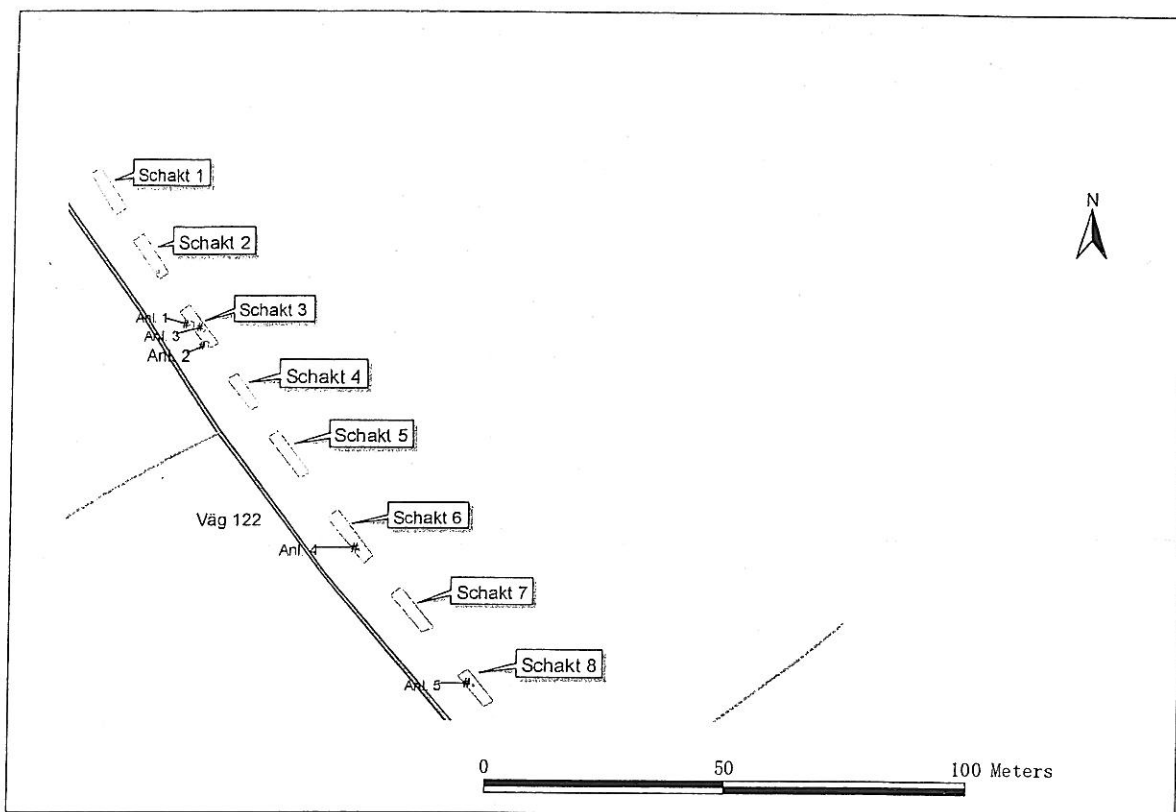 Schakt 1
N
Schakt 2
Schakt 3
Anl. 1
Anl. 3
Anl. 2
Schakt 4
Schakt 5
Väg 122
Schakt 6
Anl. 4
Schakt 7
Schakt 8
Anl. 5
0 50 100 Meters